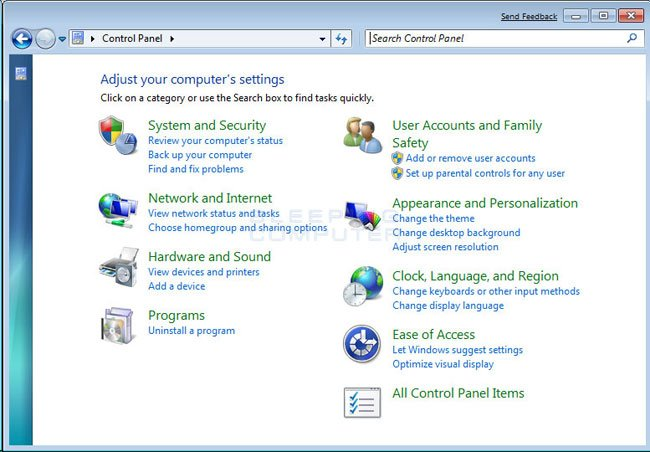 Send Feedback
Control Panel
Search Control Panel
Adjust your computer's settings
Click on a category or use the Search box to find tasks quickly.
System and Security
Review your computer's status
Back up your computer
Find and fix problems
Network and Internet
View network status and tasks
Choose homegroup and sharing options
Hardware and Sound
View devices and printers
Add a device
Programs
Uninstall a program
User Accounts and Family
Safety
Add or remove user accounts
Set up parental controls for any user
Appearance and Personalization
Change the theme
Change desktop background
Adjust screen resolution
Clock, Language, and Region
Change keyboards or other input methods
Change display language
Ease of Access
Let Windows suggest settings
Optimize visual display
All Control Panel Items
BLEEPING
COMPUTER